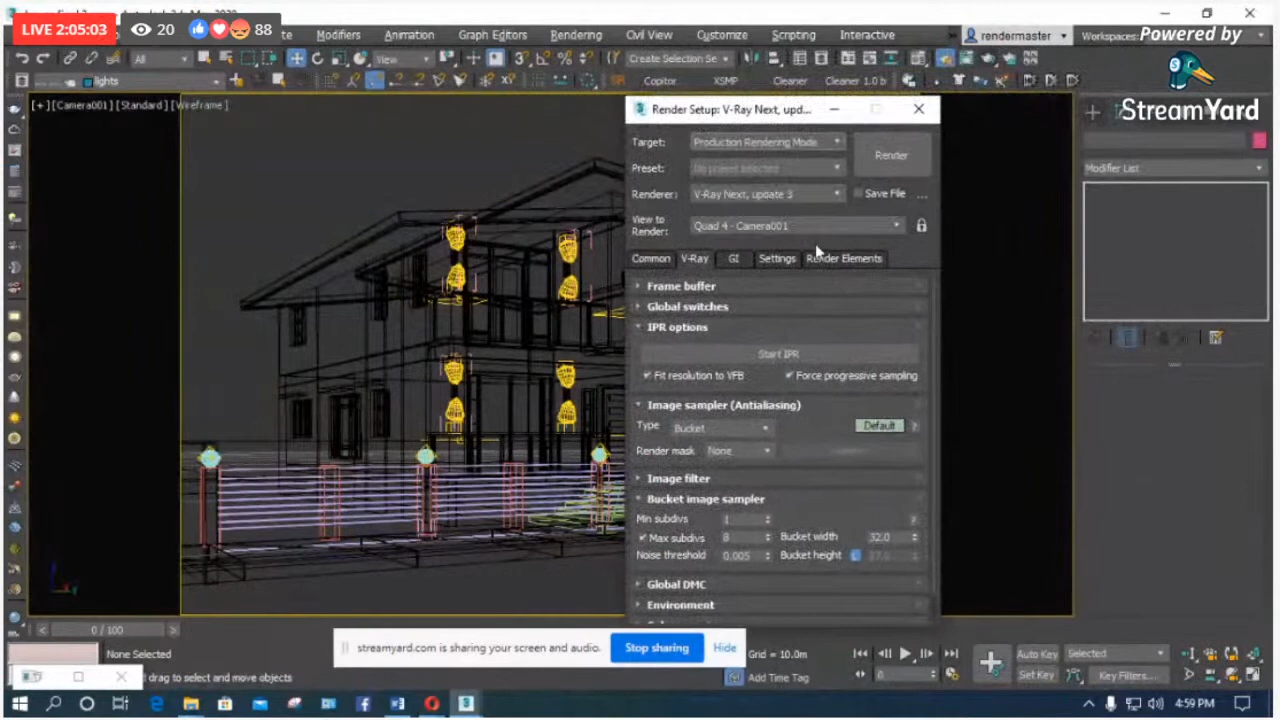 LIVE 2:05:03 20 88
Modifiers Animation Graph Editors Rendering Civil View Customize Scripting Interactive rendermaster Workspaces:
Powered by
StreamYard
All View Create Selection Se
lights Copitor XSMP Cleaner Cleaner 1.0 b
[+] [Camera001] [Standard] [Wireframe]
Render Setup: V-Ray Next, upd...
Target: Production Rendering Mode
Render
Preset: No preset selected
Renderer: V-Ray Next, update 3 Save File ...
View to Render: Quad 4 - Camera001
Modifier List
Common V-Ray GI Settings Render Elements
Frame buffer
Global switches
IPR options
Start IPR
Fit resolution to VFB Force progressive sampling
Image sampler (Antialiasing)
Type Bucket Default ?
Render mask None
Image filter
Bucket image sampler
Min subdivs 1 ?
Max subdivs 8 Bucket width 32.0
Noise threshold 0.005 Bucket height L
Global DMC
Environment
0 / 100
None Selected
drag to select and move objects
streamyard.com is sharing your screen and audio. Stop sharing Hide
Grid = 10.0m
Add Time Tag
0
Auto Key Selected
Set Key Key Filters...
4:59 PM